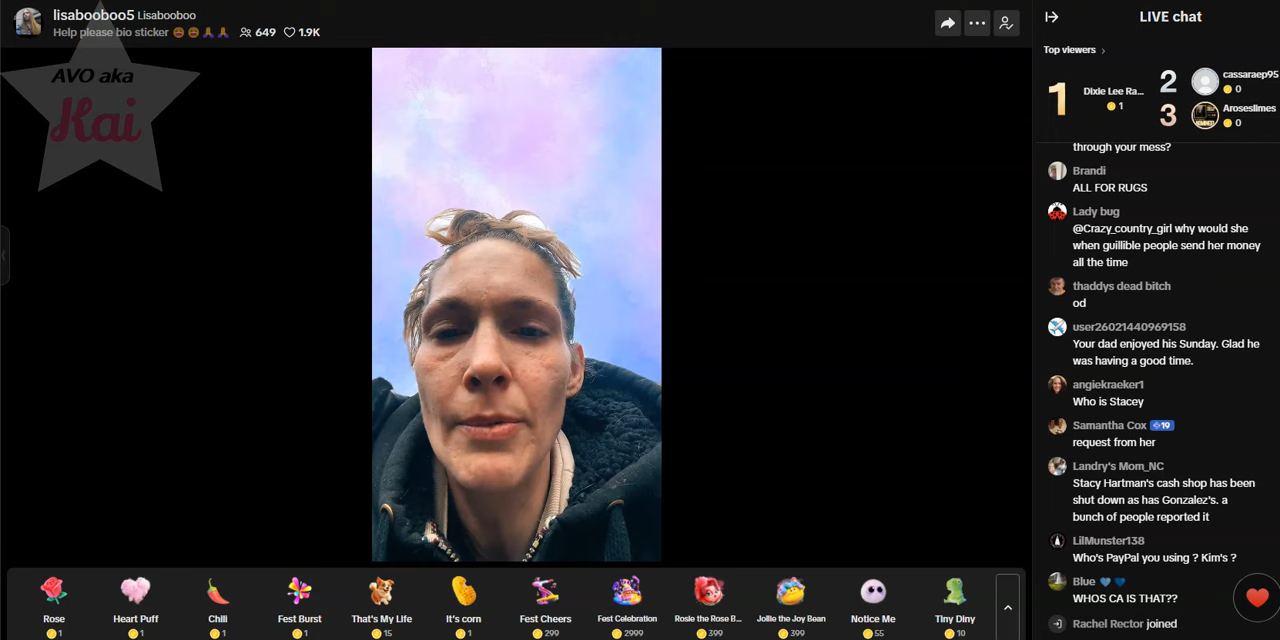 lisabooboo5 Lisabooboo
Help please bio sticker 649 1.9K
AVO aka
Kai
LIVE chat
Top viewers
1 Dixie Lee Ra... 1
2 cassaraep95 0
3 Aroseslimes 0
through your mess?
Brandi
ALL FOR RUGS
Lady bug
@Crazy_country_girl why would she
when guillible people send her money
all the time
thaddys dead bitch
od
user26021440969158
Your dad enjoyed his Sunday. Glad he
was having a good time.
angiekraeker1
Who is Stacey
Samantha Cox 19
request from her
Landry's Mom_NC
Stacy Hartman's cash shop has been
shut down as has Gonzalez's. a
bunch of people reported it
LilMunster138
Who's PayPal you using ? Kim's ?
Blue
WHOS CA IS THAT??
Rachel Rector joined
Rose Heart Puff Chili Fest Burst That's My Life It's corn Fest Cheers Fest Celebration Rosie the Rose B... Jollie the Joy Bean Notice Me Tiny Diny
1 1 1 1 15 1 299 2999 399 399 55 10